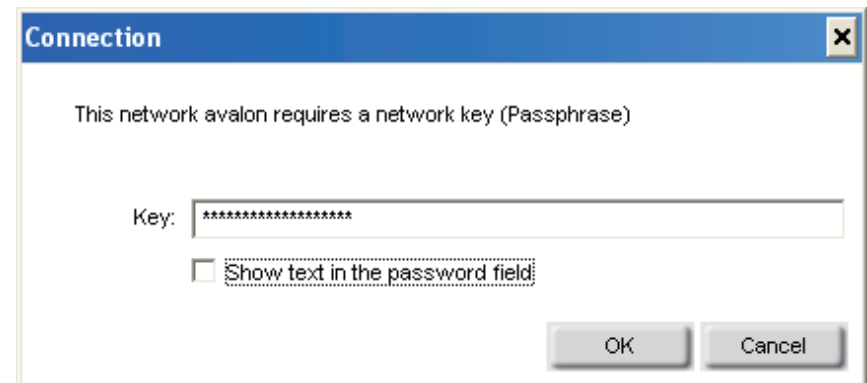 Connection
This network avalon requires a network key (Passphrase)
Key: *******************
Show text in the password field
OK Cancel